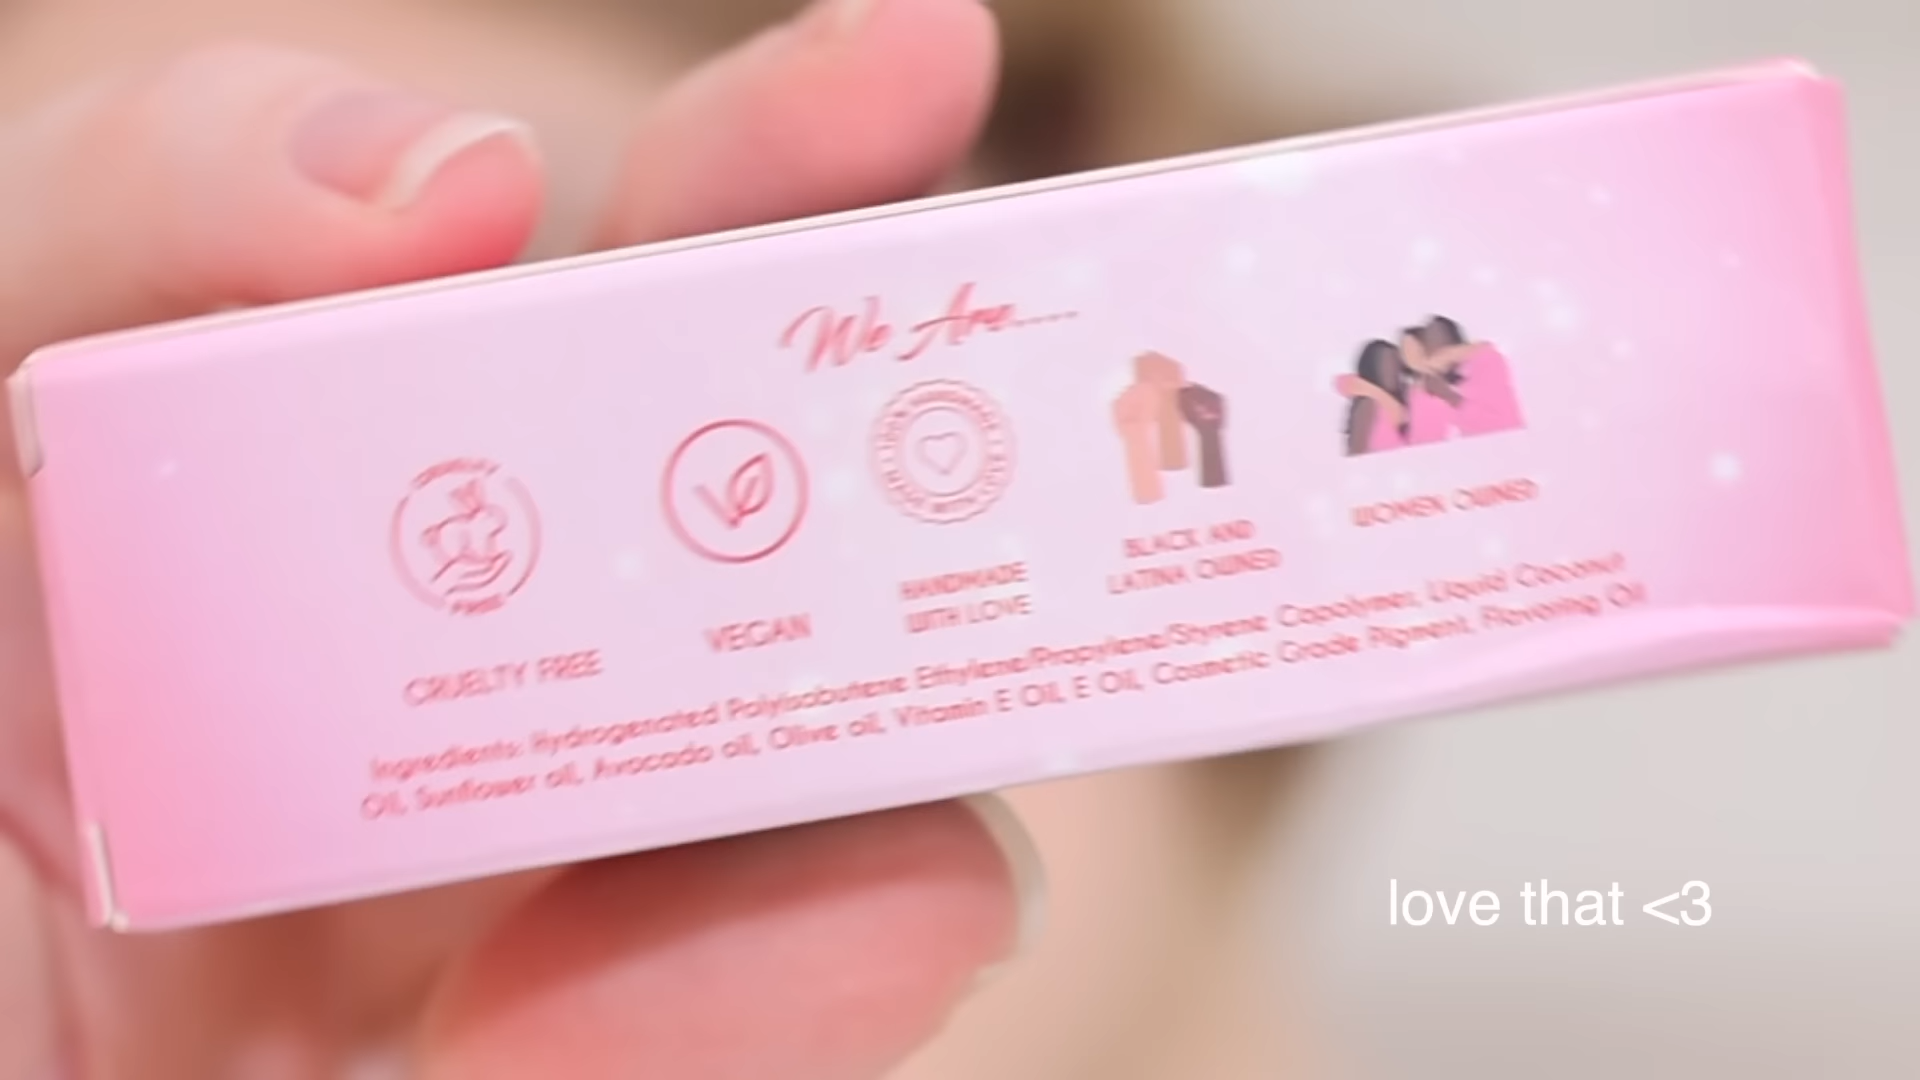 We Are....
CRUELTY
FREE
CRUELTY FREE
VEGAN
HANDMADE
WITH LOVE
BLACK AND
LATINA OWNED
WOMEN OWNED
Ingredients: Hydrogenated Polyisobutene Ethylene/Propylene/Styrene Copolymer, Liquid Coconut
Oil, Sunflower oil, Avocado oil, Olive oil, Vitamin E Oil, E Oil, Cosmetic Grade Pigment, Flavoring Oil
love that <3